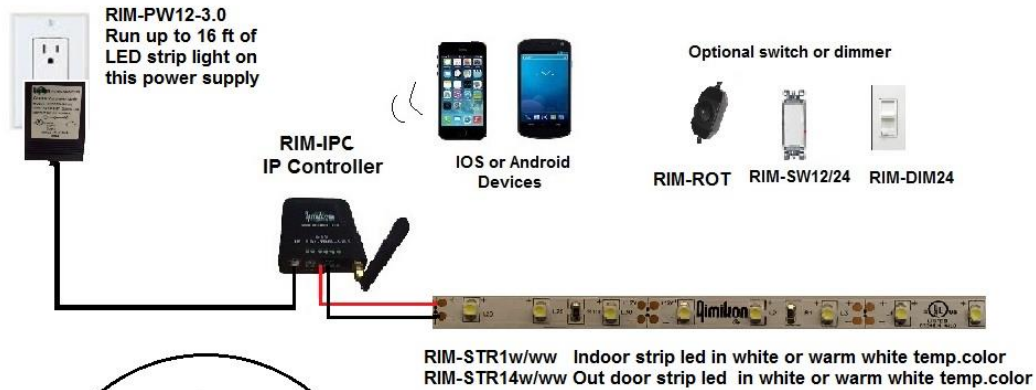 RIM-PW12-3.0
Run up to 16 ft of
LED strip light on
this power supply
RIM-IPC
IP Controller
IOS or Android
Devices
Optional switch or dimmer
RIM-ROT
RIM-SW12/24
RIM-DIM24
Rimikon
RIM-STR1w/ww Indoor strip led in white or warm white temp.color
RIM-STR14w/ww Out door strip led in white or warm white temp.color